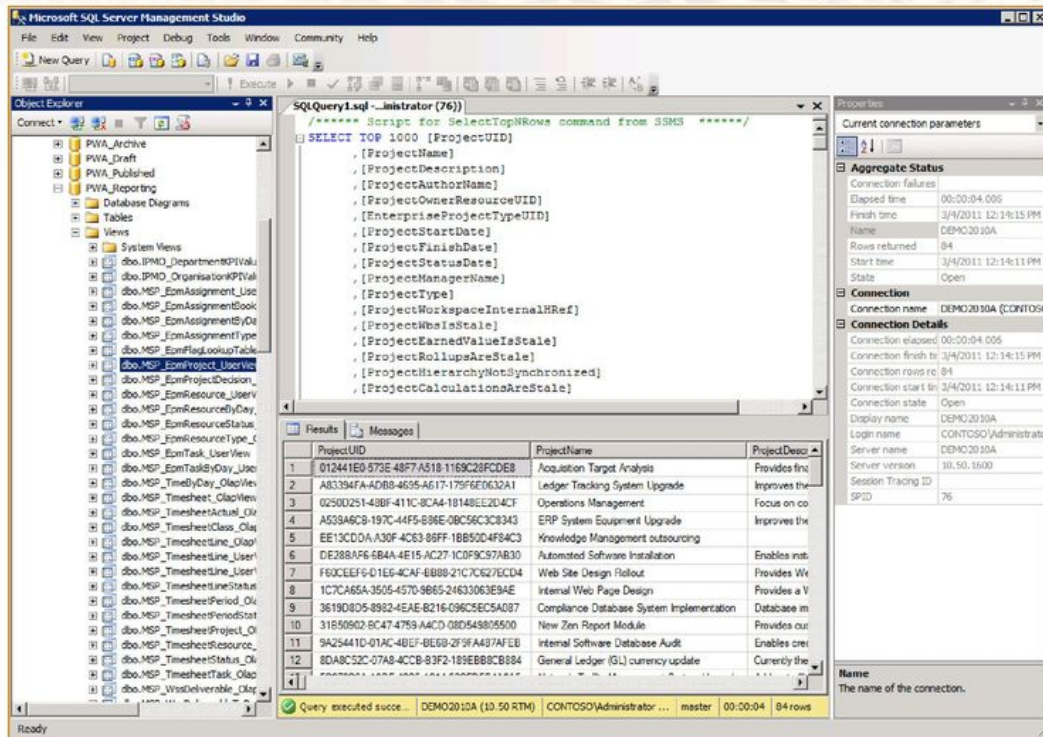 Microsoft SQL Server Management Studio
File Edit View Project Debug Tools Window Community Help
New Query
Execute
Object Explorer
Connect
PWA_Archive
PWA_Draft
PWA_Published
PWA_Reporting
Database Diagrams
Tables
Views
System Views
dbo.IPMO_DepartmentKPIValu
dbo.IPMO_OrganisationKPIVal
dbo.MSP_EpmAssignment_Use
dbo.MSP_EpmAssignmentBook
dbo.MSP_EpmAssignmentByDa
dbo.MSP_EpmAssignmentType
dbo.MSP_EpmFlagLookupTable
dbo.MSP_EpmProject_UserView
dbo.MSP_EpmProjectDecision_
dbo.MSP_EpmResource_UserV
dbo.MSP_EpmResourceByDay_
dbo.MSP_EpmResourceStatus_
dbo.MSP_EpmResourceType_O
dbo.MSP_EpmTask_UserView
dbo.MSP_EpmTaskByDay_User
dbo.MSP_TimeByDay_OlapView
dbo.MSP_Timesheet_OlapView
dbo.MSP_TimesheetActual_Ola
dbo.MSP_TimesheetClass_Olap
dbo.MSP_TimesheetLine_Olap
dbo.MSP_TimesheetLine_User
dbo.MSP_TimesheetLine_User
dbo.MSP_TimesheetLineStatus
dbo.MSP_TimesheetPeriod_Ola
dbo.MSP_TimesheetPeriodStat
dbo.MSP_TimesheetProject_Ol
dbo.MSP_TimesheetResource_
dbo.MSP_TimesheetStatus_Ola
dbo.MSP_TimesheetTask_Olap
dbo.MSP_WssDeliverable_Olap
SQLQuery1.sql -...inistrator (76))
/****** Script for SelectTopNRows command from SSMS ******/
SELECT TOP 1000 [ProjectUID]
,[ProjectName]
,[ProjectDescription]
,[ProjectAuthorName]
,[ProjectOwnerResourceUID]
,[EnterpriseProjectTypeUID]
,[ProjectStartDate]
,[ProjectFinishDate]
,[ProjectStatusDate]
,[ProjectManagerName]
,[ProjectType]
,[ProjectWorkspaceInternalHRef]
,[ProjectWbsIsStale]
,[ProjectEarnedValueIsStale]
,[ProjectRollupsAreStale]
,[ProjectHierarchyNotSynchronized]
,[ProjectCalculationsAreStale]
Results Messages
ProjectUID ProjectName ProjectDescr
1 012441E0-573E-48F7-A518-1169C28FCDE8 Acquisition Target Analysis Provides fina
2 A83394FA-ADB8-4695-A617-179F6E0632A1 Ledger Tracking System Upgrade Improves the
3 0250D251-48BF-411C-8CA4-18148EE2D4CF Operations Management Focus on co
4 A539A6CB-197C-44F5-B86E-0BC56C3C8343 ERP System Equipment Upgrade Improves the
5 EE13CDDA-A30F-4C63-86FF-1BB50D4F84C3 Knowledge Management outsourcing
6 DE288AF6-6B4A-4E15-AC27-1C0F9C97AB30 Automated Software Installation Enables inst
7 F60CEEF6-D1E6-4CAF-BB88-21C7C627ECD4 Web Site Design Rollout Provides We
8 1C7CA65A-3505-4570-9B65-24633063E9AE Internal Web Page Design Provides a V
9 3619D8D5-8982-4EAE-B216-096C5EC5A087 Compliance Database System Implementation Database im
10 31B50902-BC47-4759-A4CD-08D549805500 New Zen Report Module Provides cus
11 9A25441D-01AC-4BEF-BE6B-2F9FA487AFEB Internal Software Database Audit Enables crea
12 8DA8C52C-07A8-4CCB-B3F2-189EBB8CB884 General Ledger (GL) currency update Currently the
Query executed succe... DEMO2010A (10.50 RTM) CONTOSO\Administrator ... master 00:00:04 84 rows
Properties
Current connection parameters
Aggregate Status
Connection failures
Elapsed time 00:00:04.006
Finish time 3/4/2011 12:14:15 PM
Name DEMO2010A
Rows returned 84
Start time 3/4/2011 12:14:11 PM
State Open
Connection
Connection name DEMO2010A (CONTOSO
Connection Details
Connection elapsed 00:00:04.006
Connection finish ti 3/4/2011 12:14:15 PM
Connection rows re 84
Connection start tin 3/4/2011 12:14:11 PM
Connection state Open
Display name DEMO2010A
Login name CONTOSO\Administrato
Server name DEMO2010A
Server version 10.50.1600
Session Tracing ID
SPID 76
Name
The name of the connection.
Ready